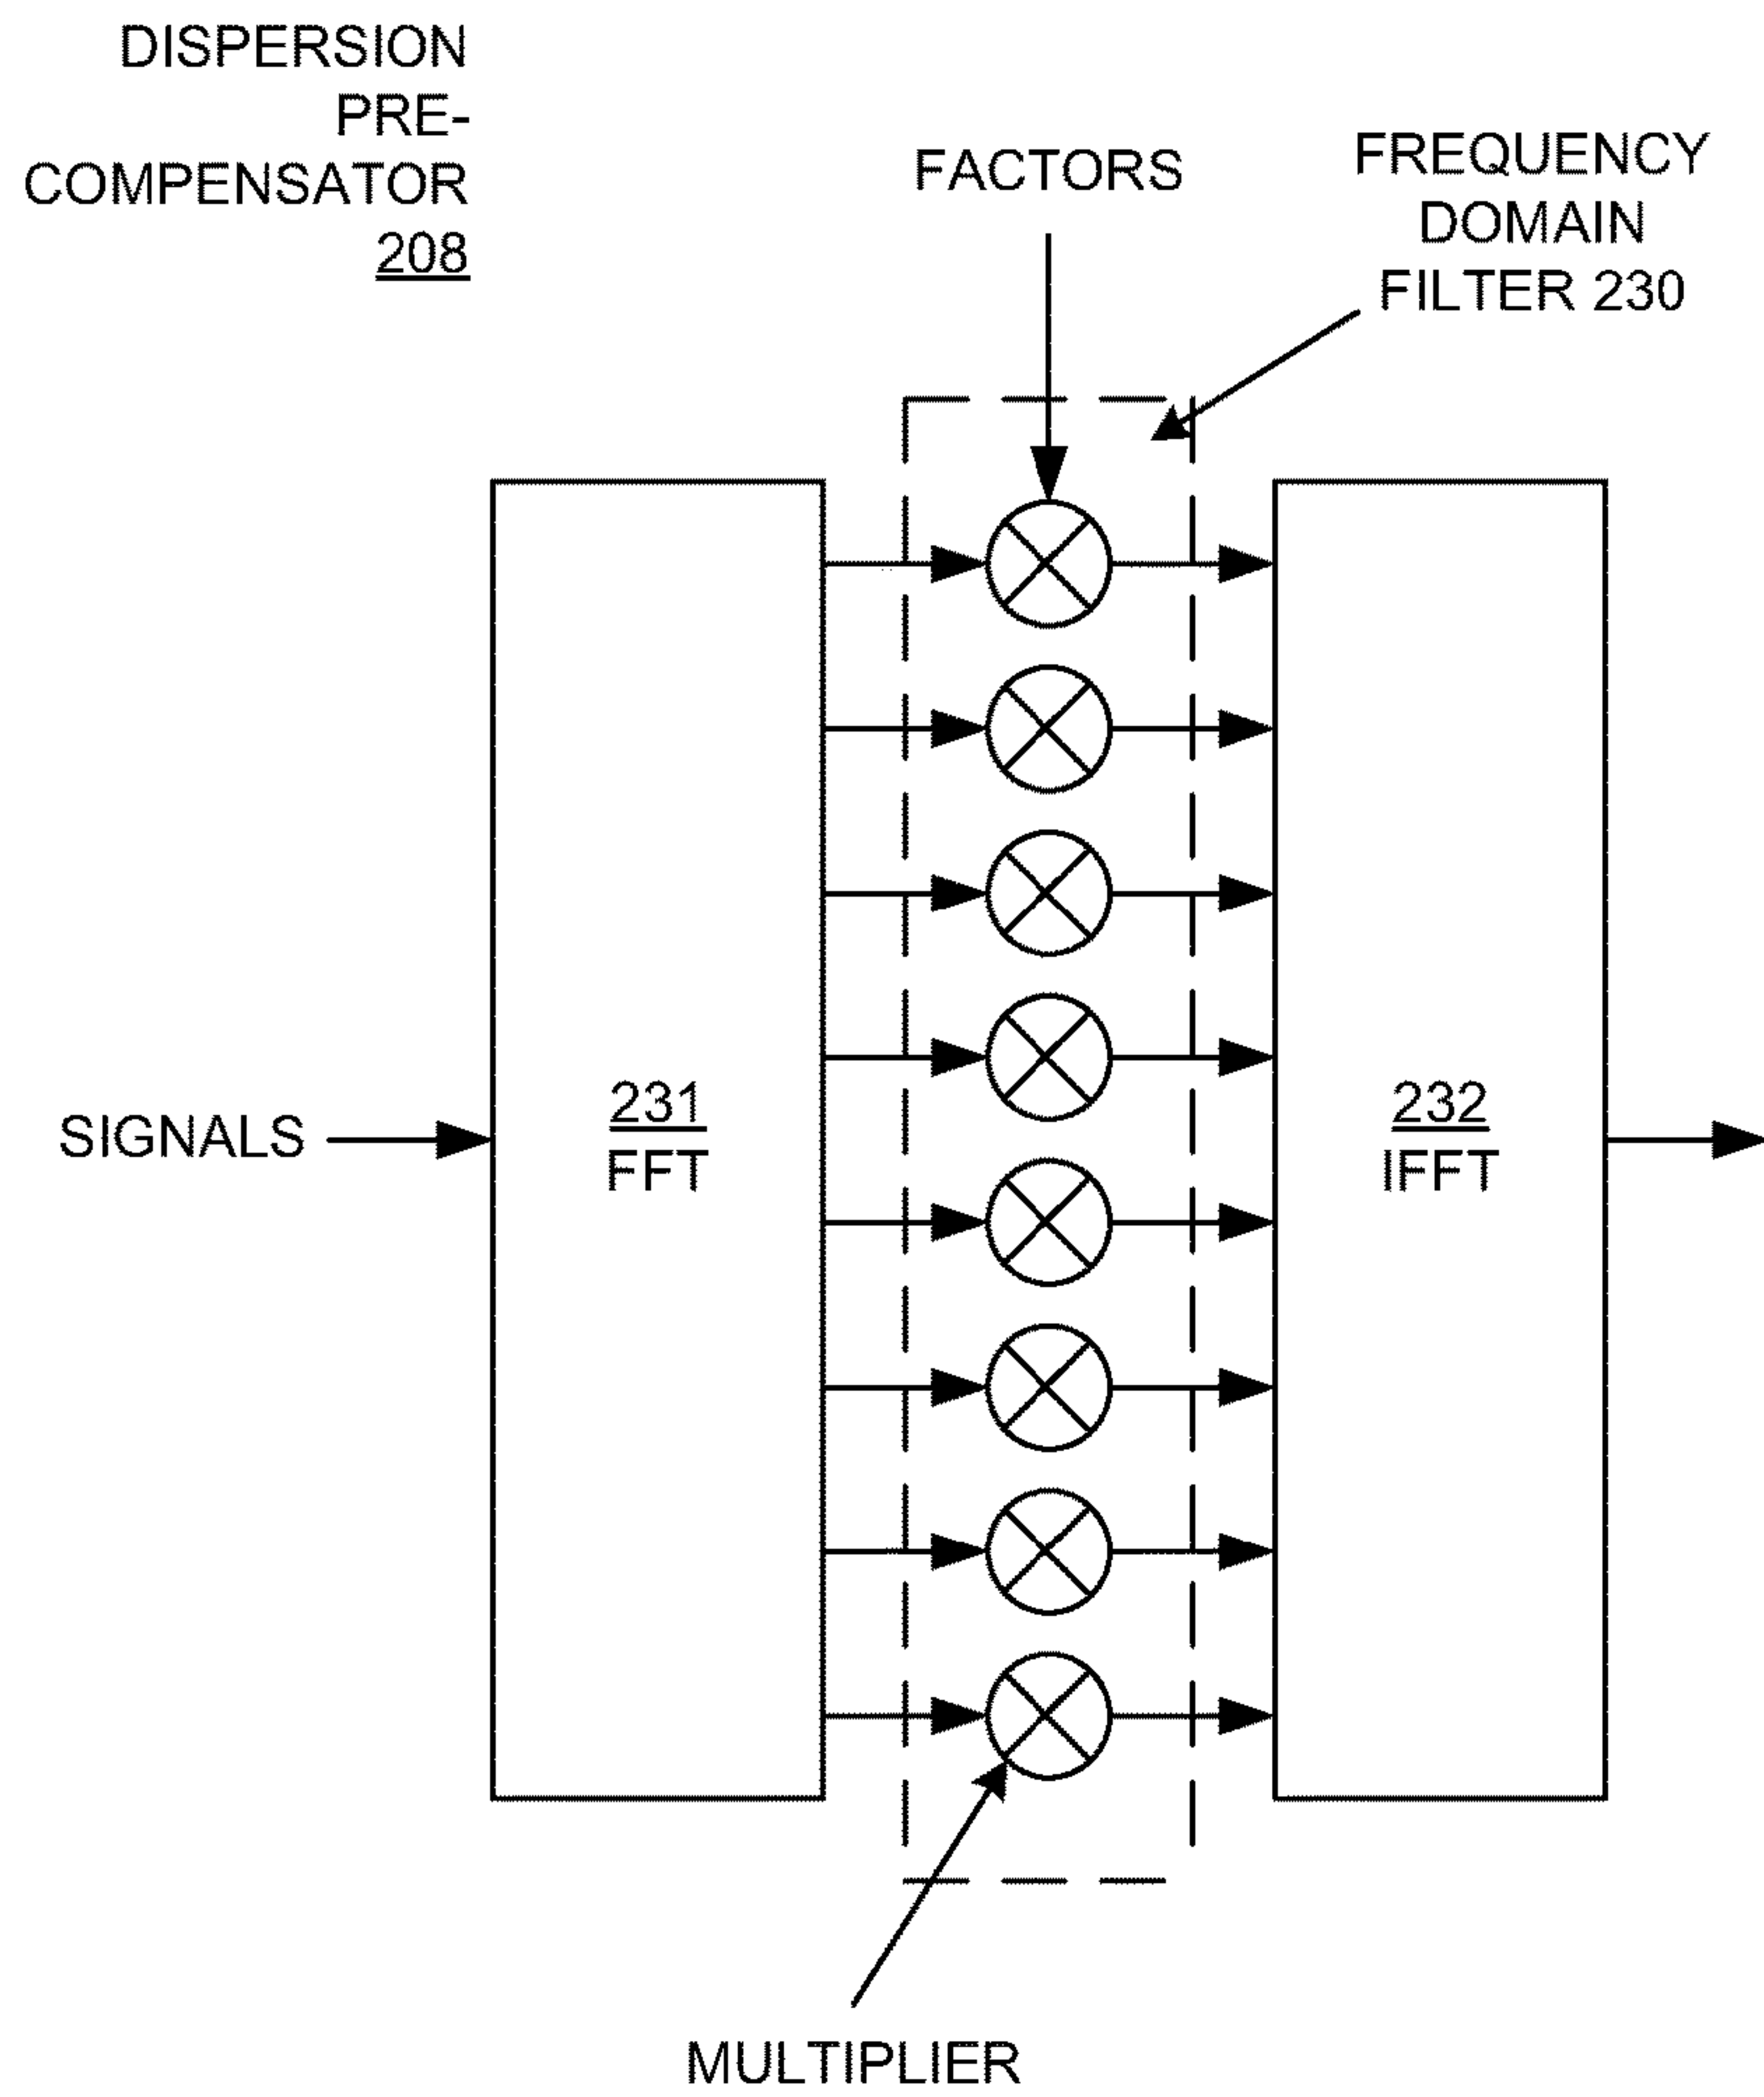 DISPERSION
PRE-
COMPENSATOR
208
FACTORS
FREQUENCY
DOMAIN
FILTER 230
SIGNALS
231
FFT
232
IFFT
MULTIPLIER